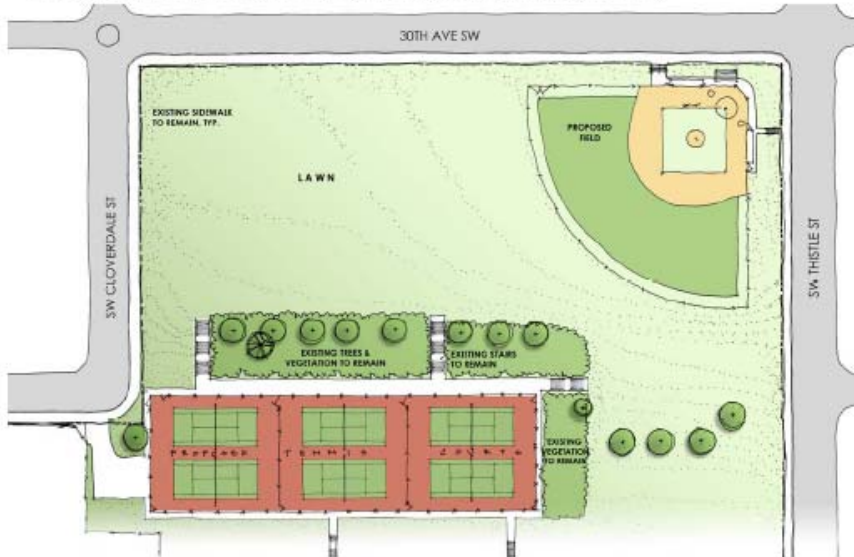 30TH AVE SW
EXISTING SIDEWALK
TO REMAIN, TYP.
PROPOSED
FIELD
LAWN
SW CLOVERDALE ST
SW THISTLE ST
EXISTING TREES &
VEGETATION TO REMAIN
EXISTING STAIRS
TO REMAIN
PROPOSED TENNIS COURTS
EXISTING
VEGETATION
TO REMAIN